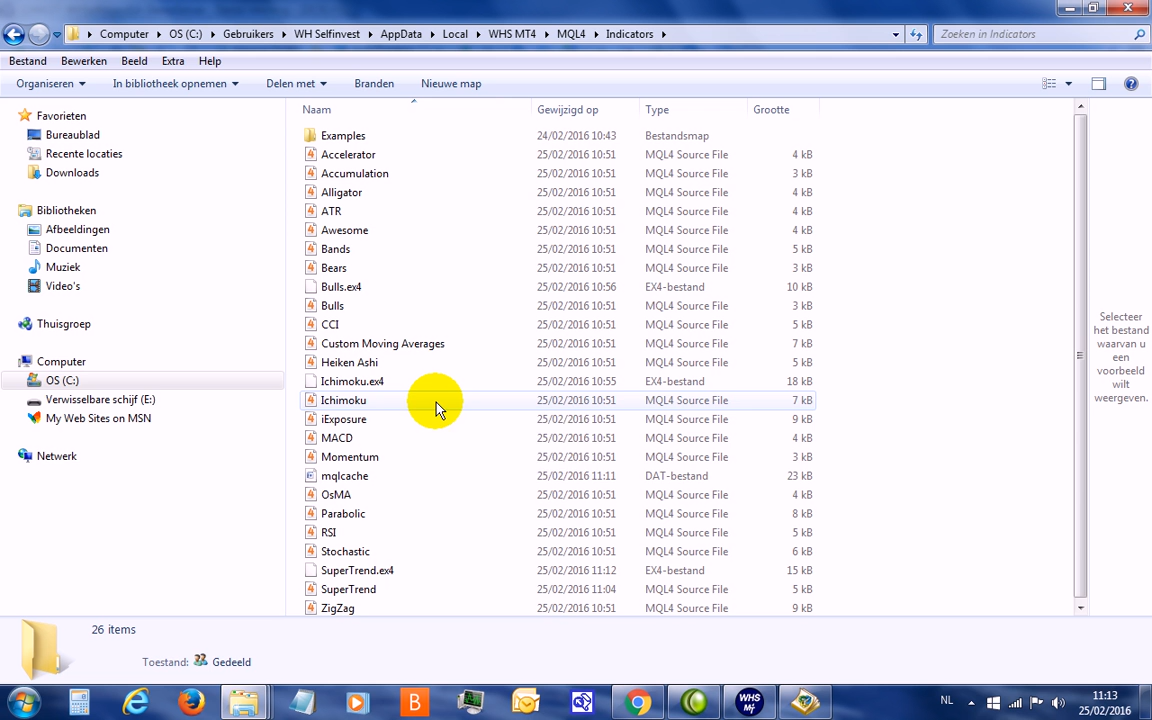 Computer OS (C:) Gebruikers WH Selfinvest AppData Local WHS MT4 MQL4 Indicators Zoeken in Indicators
Bestand Bewerken Beeld Extra Help
Organiseren In bibliotheek opnemen Delen met Branden Nieuwe map
Favorieten
Bureaublad
Recente locaties
Downloads
Bibliotheken
Afbeeldingen
Documenten
Muziek
Video's
Thuisgroep
Computer
OS (C:)
Verwisselbare schijf (E:)
My Web Sites on MSN
Netwerk
Naam Gewijzigd op Type Grootte
Examples 24/02/2016 10:43 Bestandsmap
Accelerator 25/02/2016 10:51 MQL4 Source File 4 kB
Accumulation 25/02/2016 10:51 MQL4 Source File 3 kB
Alligator 25/02/2016 10:51 MQL4 Source File 4 kB
ATR 25/02/2016 10:51 MQL4 Source File 4 kB
Awesome 25/02/2016 10:51 MQL4 Source File 4 kB
Bands 25/02/2016 10:51 MQL4 Source File 5 kB
Bears 25/02/2016 10:51 MQL4 Source File 3 kB
Bulls.ex4 25/02/2016 10:56 EX4-bestand 10 kB
Bulls 25/02/2016 10:51 MQL4 Source File 3 kB
CCI 25/02/2016 10:51 MQL4 Source File 5 kB
Custom Moving Averages 25/02/2016 10:51 MQL4 Source File 7 kB
Heiken Ashi 25/02/2016 10:51 MQL4 Source File 5 kB
Ichimoku.ex4 25/02/2016 10:55 EX4-bestand 18 kB
Ichimoku 25/02/2016 10:51 MQL4 Source File 7 kB
iExposure 25/02/2016 10:51 MQL4 Source File 9 kB
MACD 25/02/2016 10:51 MQL4 Source File 4 kB
Momentum 25/02/2016 10:51 MQL4 Source File 3 kB
mqlcache 25/02/2016 11:11 DAT-bestand 23 kB
OsMA 25/02/2016 10:51 MQL4 Source File 4 kB
Parabolic 25/02/2016 10:51 MQL4 Source File 8 kB
RSI 25/02/2016 10:51 MQL4 Source File 5 kB
Stochastic 25/02/2016 10:51 MQL4 Source File 6 kB
SuperTrend.ex4 25/02/2016 11:12 EX4-bestand 15 kB
SuperTrend 25/02/2016 11:04 MQL4 Source File 5 kB
ZigZag 25/02/2016 10:51 MQL4 Source File 9 kB
Selecteer
het bestand
waarvan u
een
voorbeeld
wilt
weergeven.
26 items
Toestand: Gedeeld
B
WHS
NL
11:13
25/02/2016